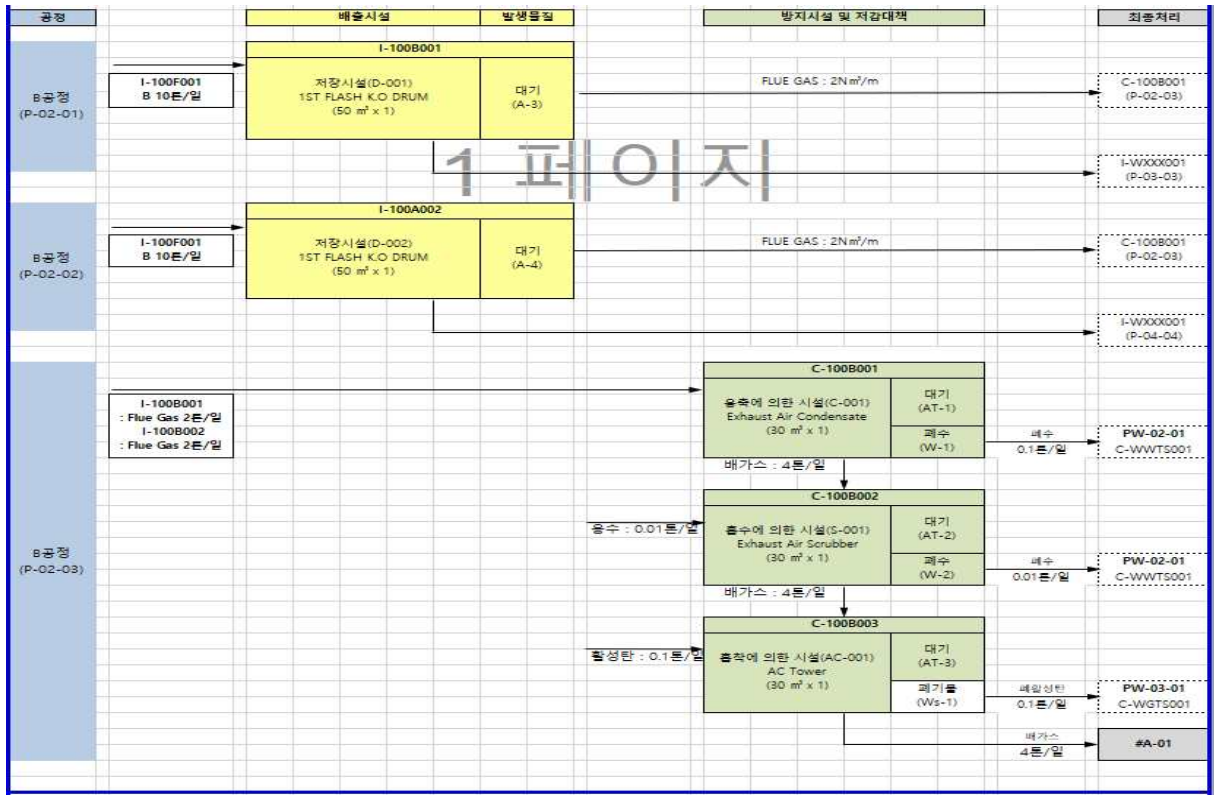 공정 배출시설 발생물질 방지시설 및 저감대책 최종처리
B공정
(P-02-01)
I-100F001
B 10톤/일
I-100B001
저장시설(D-001)
1ST FLASH K.O DRUM
(50 m³ x 1)
대기
(A-3)
FLUE GAS : 2N㎥/m
C-100B001
(P-02-03)
I-WXXX001
(P-03-03)
1 페이지
B공정
(P-02-02)
I-100F001
B 10톤/일
I-100A002
저장시설(D-002)
1ST FLASH K.O DRUM
(50 m³ x 1)
대기
(A-4)
FLUE GAS : 2N㎥/m
C-100B001
(P-02-03)
I-WXXX001
(P-04-04)
B공정
(P-02-03)
I-100B001
: Flue Gas 2톤/일
I-100B002
: Flue Gas 2톤/일
C-100B001
응축에 의한 시설(C-001)
Exhaust Air Condensate
(30 m³ x 1)
대기
(AT-1)
폐수
(W-1)
폐수
0.1톤/일
PW-02-01
C-WWTS001
배가스 : 4톤/일
C-100B002
용수 : 0.01톤/일
흡수에 의한 시설(S-001)
Exhaust Air Scrubber
(30 m³ x 1)
대기
(AT-2)
폐수
(W-2)
폐수
0.01톤/일
PW-02-01
C-WWTS001
배가스 : 4톤/일
C-100B003
활성탄 : 0.1톤/일
흡착에 의한 시설(AC-001)
AC Tower
(30 m³ x 1)
대기
(AT-3)
폐기물
(Ws-1)
폐활성탄
0.1톤/일
PW-03-01
C-WGTS001
배가스
4톤/일
#A-01